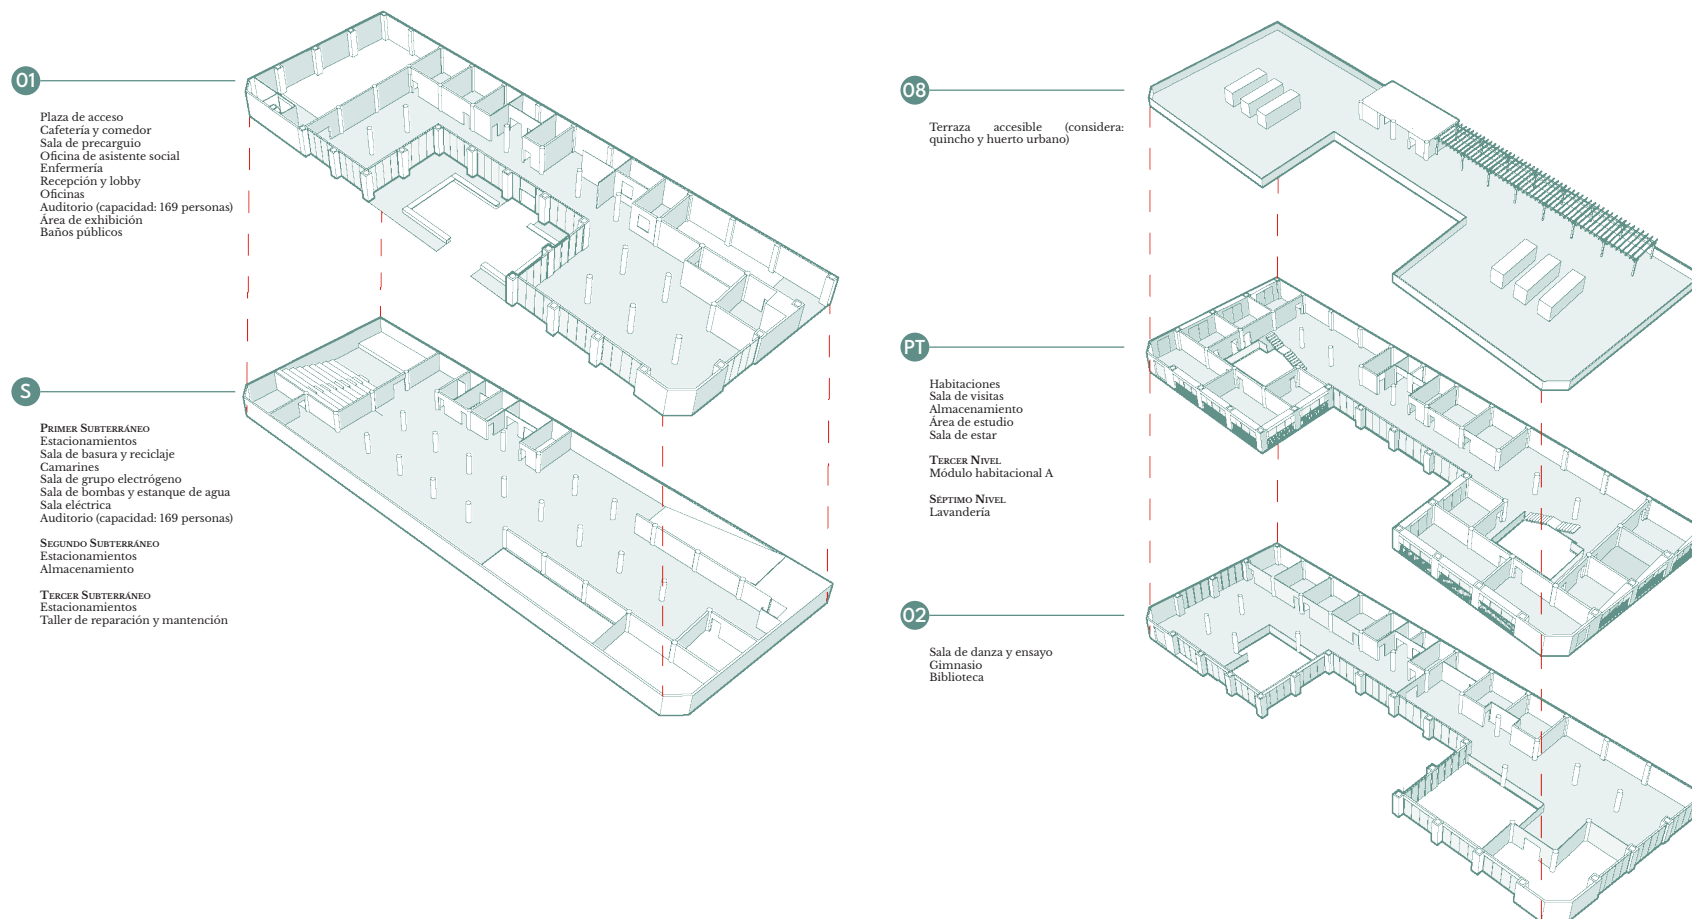 01
Plaza de acceso
Cafetería y comedor
Sala de precarguio
Oficina de asistente social
Enfermería
Recepción y lobby
Oficinas
Auditorio (capacidad: 169 personas)
Área de exhibición
Baños públicos
S
PRIMER SUBTERRÁNEO
Estacionamientos
Sala de basura y reciclaje
Camarines
Sala de grupo electrógeno
Sala de bombas y estanque de agua
Sala eléctrica
Auditorio (capacidad: 169 personas)
SEGUNDO SUBTERRÁNEO
Estacionamientos
Almacenamiento
TERCER SUBTERRÁNEO
Estacionamientos
Taller de reparación y mantención
08
Terraza accesible (considera:
quincho y huerto urbano)
PT
Habitaciones
Sala de visitas
Almacenamiento
Área de estudio
Sala de estar
TERCER NIVEL
Módulo habitacional A
SÉPTIMO NIVEL
Lavandería
02
Sala de danza y ensayo
Gimnasio
Biblioteca